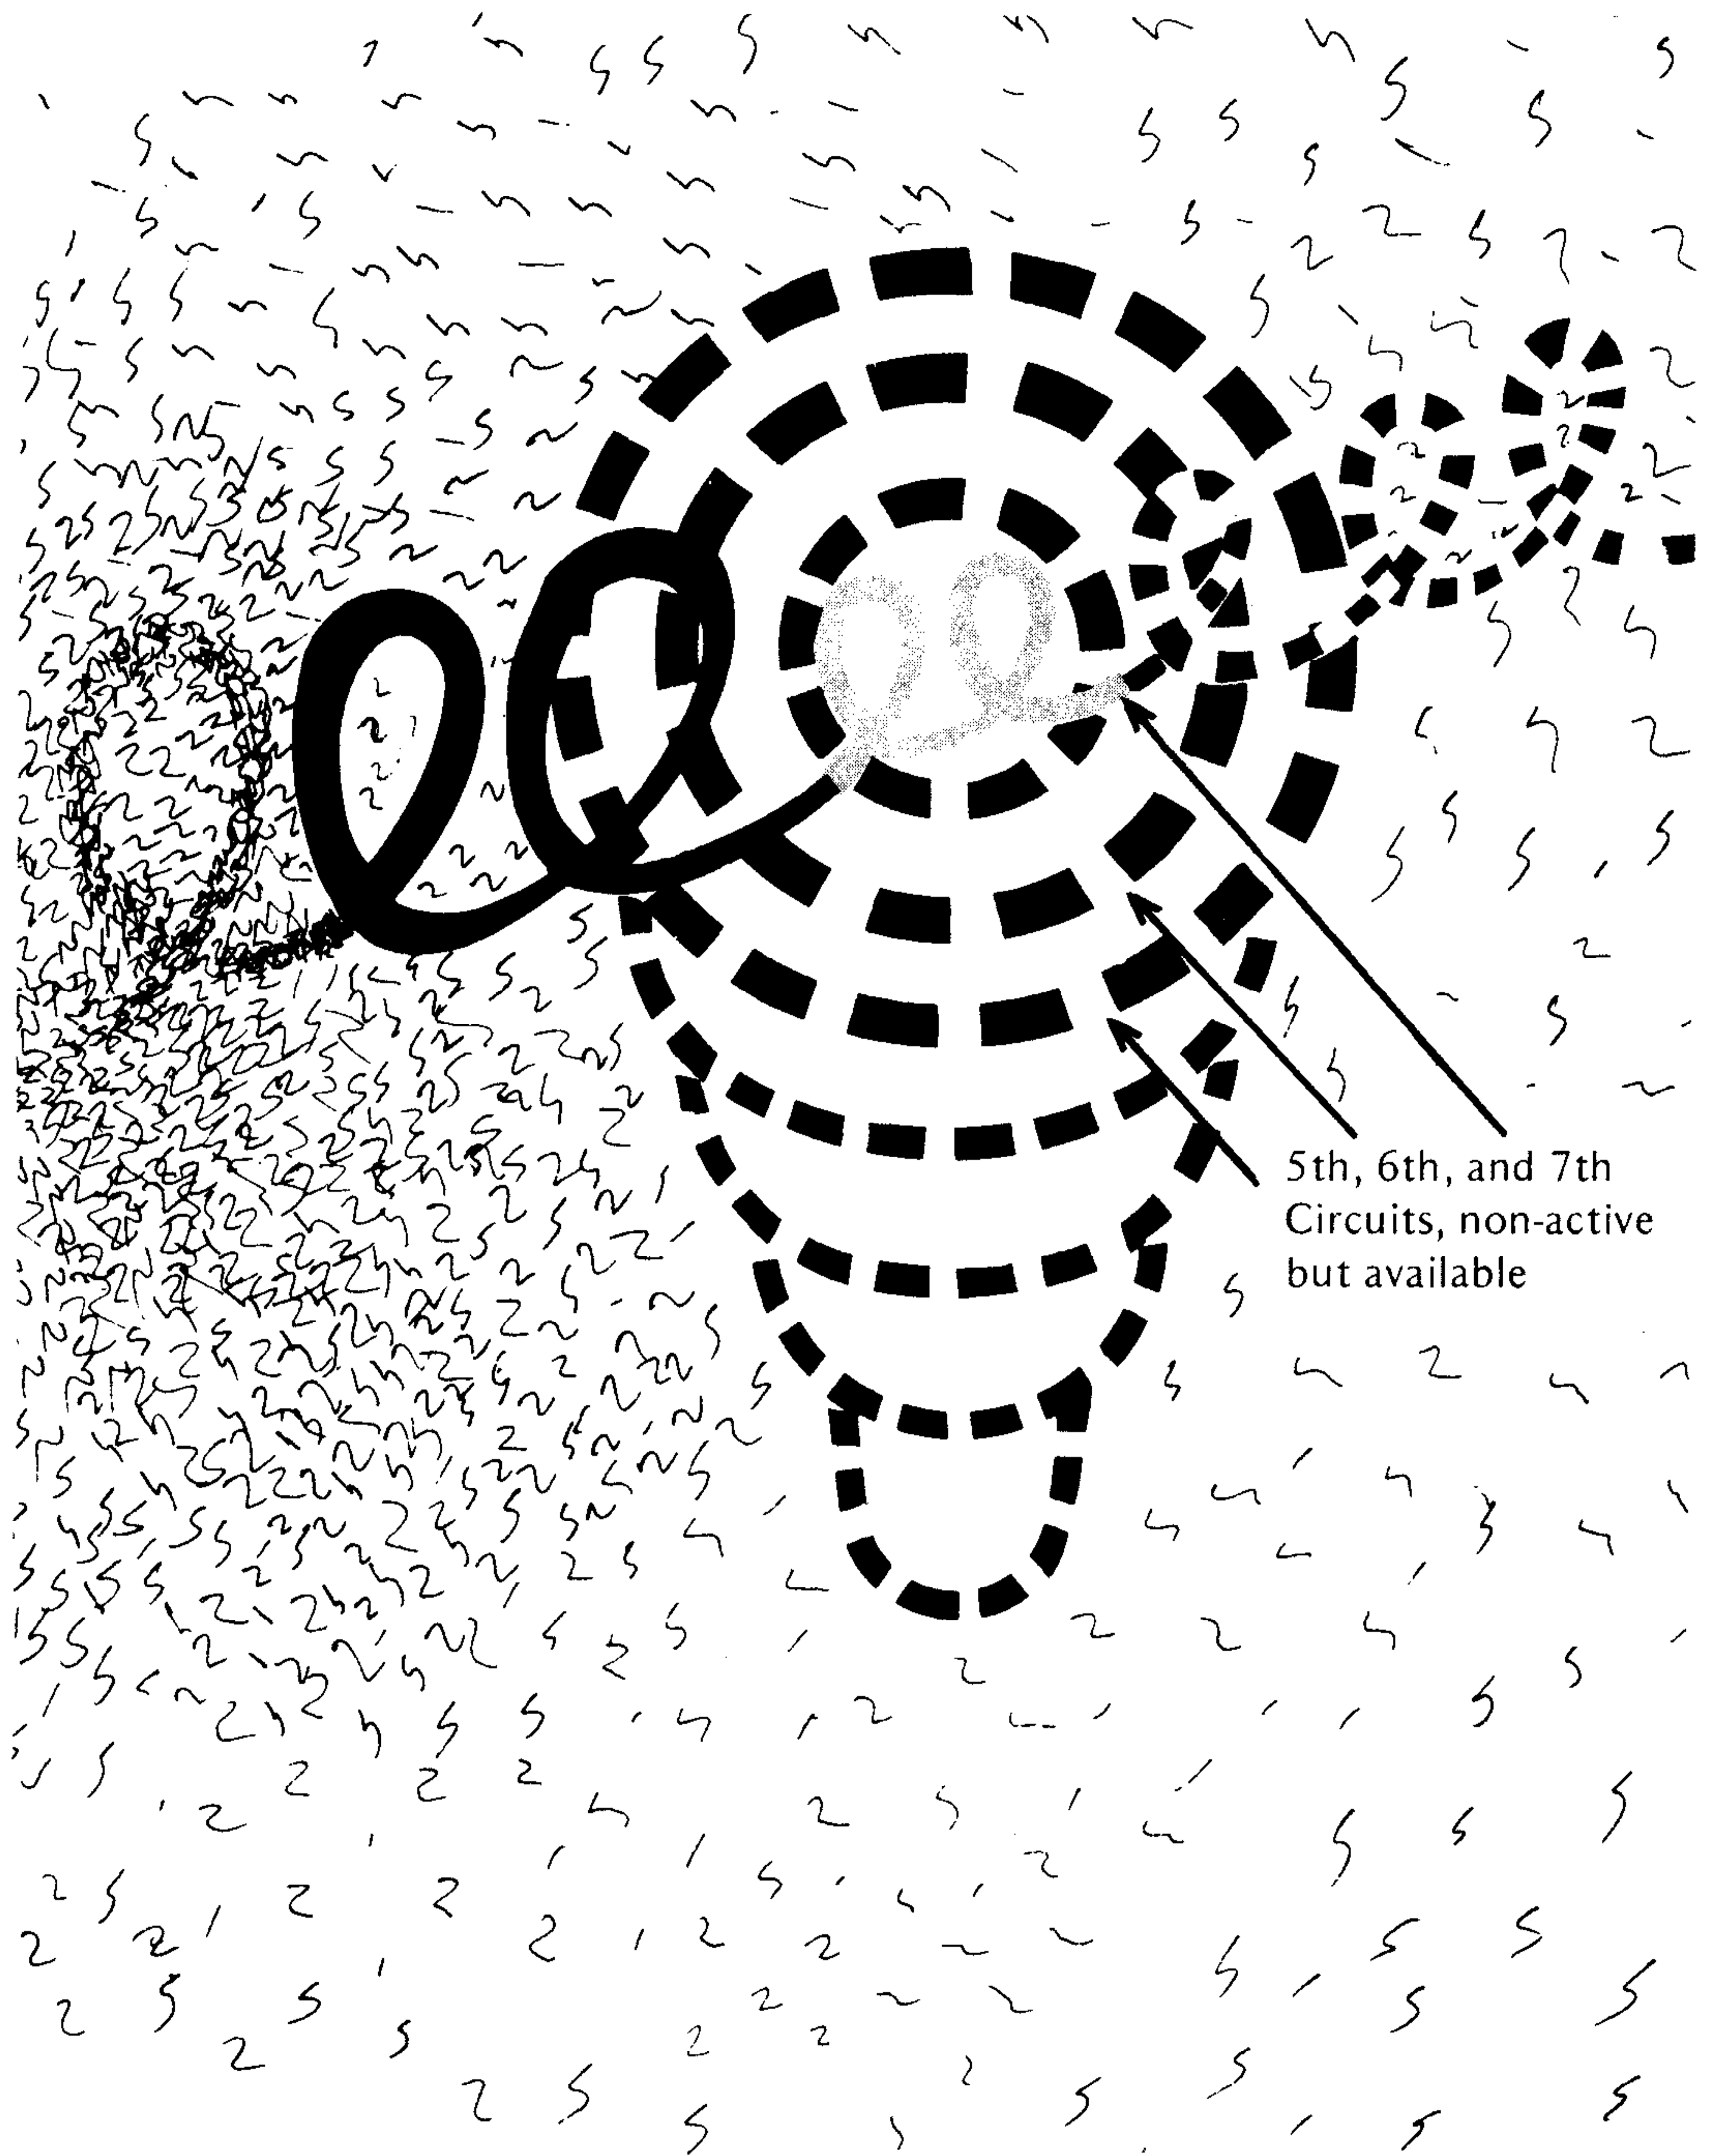 5th, 6th, and 7th
Circuits, non-active
but available